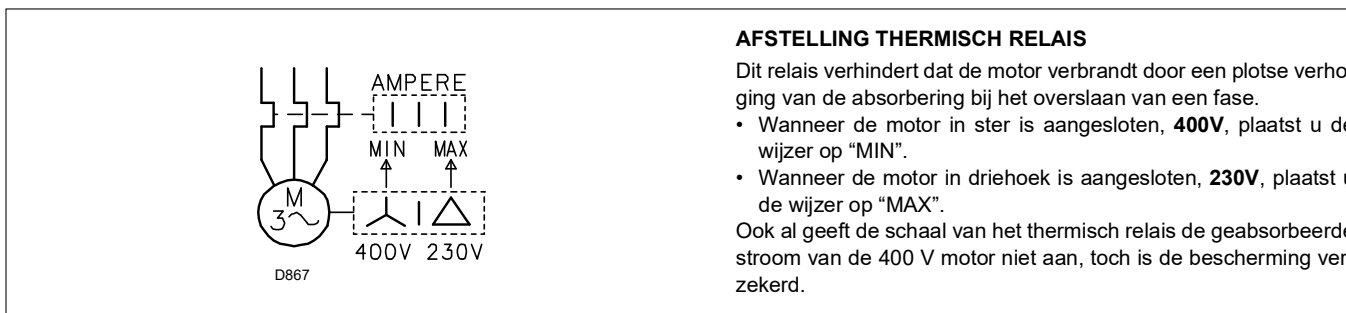 AMPERE
MIN MAX
M
3
400V 230V
D867
AFSTELLING THERMISCH RELAIS
Dit relais verhindert dat de motor verbrandt door een plotse verho-
ging van de absorbering bij het overslaan van een fase.
• Wanneer de motor in ster is aangesloten, 400V, plaatst u de
wijzer op “MIN”.
• Wanneer de motor in driehoek is aangesloten, 230V, plaatst u
de wijzer op “MAX”.
Ook al geeft de schaal van het thermisch relais de geabsorbeerde
stroom van de 400 V motor niet aan, toch is de bescherming ver-
zekerd.